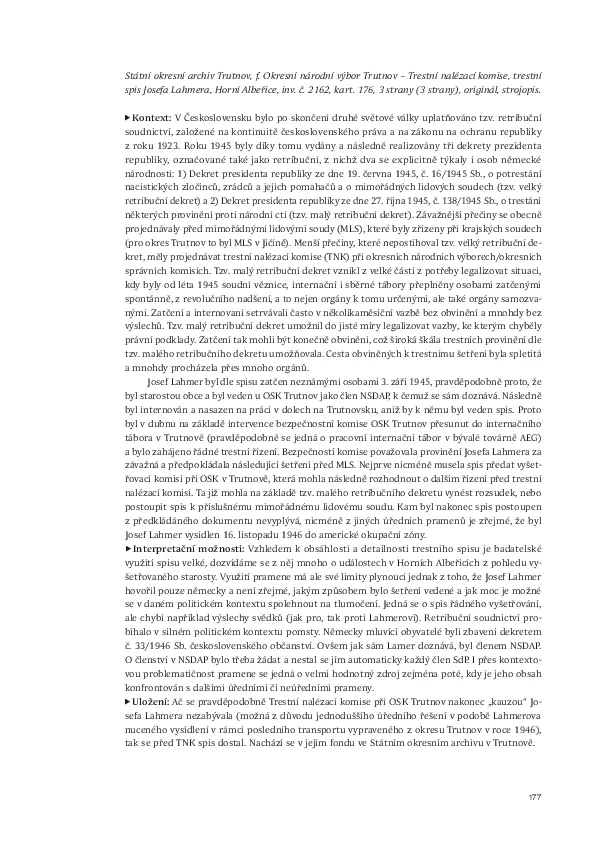 Státní okresní archiv Trutnov, f. Okresní národní výbor Trutnov – Trestní nalézací komise, trestní
spis Josefa Lahmera, Horní Albeřice, inv. č. 2162, kart. 176, 3 strany (3 strany), originál, strojopis.
▶ Kontext: V Československu bylo po skončení druhé světové války uplatňováno tzv. retribuční
soudnictví, založené na kontinuitě československého práva a na zákonu na ochranu republiky
z roku 1923. Roku 1945 byly díky tomu vydány a následně realizovány tři dekrety prezidenta
republiky, označované také jako retribuční, z nichž dva se explicitně týkaly i osob německé
národnosti: 1) Dekret presidenta republiky ze dne 19. června 1945, č. 16/1945 Sb., o potrestání
nacistických zločinců, zrádců a jejich pomahačů a o mimořádných lidových soudech (tzv. velký
retribuční dekret) a 2) Dekret presidenta republiky ze dne 27. října 1945, č. 138/1945 Sb., o trestání
některých provinění proti národní cti (tzv. malý retribuční dekret). Závažnější přečiny se obecně
projednávaly před mimořádnými lidovými soudy (MLS), které byly zřízeny při krajských soudech
(pro okres Trutnov to byl MLS v Jičíně). Menší přečiny, které nepostihoval tzv. velký retribuční de-
kret, měly projednávat trestní nalézací komise (TNK) při okresních národních výborech/okresních
správních komisích. Tzv. malý retribuční dekret vznikl z velké části z potřeby legalizovat situaci,
kdy byly od léta 1945 soudní věznice, internační i sběrné tábory přeplněny osobami zatčenými
spontánně, z revolučního nadšení, a to nejen orgány k tomu určenými, ale také orgány samozva-
nými. Zatčení a internovaní setrvávali často v několikaměsíční vazbě bez obvinění a mnohdy bez
výslechů. Tzv. malý retribuční dekret umožnil do jisté míry legalizovat vazby, ke kterým chyběly
právní podklady. Zatčení tak mohli být konečně obviněni, což široká škála trestních provinění dle
tzv. malého retribučního dekretu umožňovala. Cesta obviněných k trestnímu šetření byla spletitá
a mnohdy procházela přes mnoho orgánů.
Josef Lahmer byl dle spisu zatčen neznámými osobami 3. září 1945, pravděpodobně proto, že
byl starostou obce a byl veden u OSK Trutnov jako člen NSDAP, k čemuž se sám doznává. Následně
byl internován a nasazen na práci v dolech na Trutnovsku, aniž by k němu byl veden spis. Proto
byl v dubnu na základě intervence bezpečnostní komise OSK Trutnov přesunut do internačního
tábora v Trutnově (pravděpodobně se jedná o pracovní internační tábor v bývalé továrně AEG)
a bylo zahájeno řádné trestní řízení. Bezpečností komise považovala provinění Josefa Lahmera za
závažná a předpokládala následující šetření před MLS. Nejprve nicméně musela spis předat vyšet-
řovací komisi při OSK v Trutnově, která mohla následně rozhodnout o dalším řízení před trestní
nalézací komisí. Ta již mohla na základě tzv. malého retribučního dekretu vynést rozsudek, nebo
postoupit spis k příslušnému mimořádnému lidovému soudu. Kam byl nakonec spis postoupen
z předkládáného dokumentu nevyplývá, nicméně z jiných úředních pramenů je zřejmé, že byl
Josef Lahmer vysídlen 16. listopadu 1946 do americké okupační zóny.
▶ Interpretační možnosti: Vzhledem k obsáhlosti a detailnosti trestního spisu je badatelské
využití spisu velké, dozvídáme se z něj mnoho o událostech v Horních Albeřicích z pohledu vy-
šetřovaného starosty. Využití pramene má ale své limity plynoucí jednak z toho, že Josef Lahmer
hovořil pouze německy a není zřejmé, jakým způsobem bylo šetření vedené a jak moc je možné
se v daném politickém kontextu spolehnout na tlumočení. Jedná se o spis řádného vyšetřování,
ale chybí například výslechy svědků (jak pro, tak proti Lahmerovi). Retribuční soudnictví pro-
bíhalo v silném politickém kontextu pomsty. Německy mluvící obyvatelé byli zbaveni dekretem
č. 33/1946 Sb. československého občanství. Ovšem jak sám Lamer doznává, byl členem NSDAP.
O členství v NSDAP bylo třeba žádat a nestal se jím automaticky každý člen SdP. I přes kontexto-
vou problematičnost pramene se jedná o velmi hodnotný zdroj zejména poté, kdy je jeho obsah
konfrontován s dalšími úředními či neúředními prameny.
▶ Uložení: Ač se pravděpodobně Trestní nalézací komise při OSK Trutnov nakonec „kauzou“ Jo-
sefa Lahmera nezabývala (možná z důvodu jednoduššího úředního řešení v podobě Lahmerova
nuceného vysídlení v rámci posledního transportu vypraveného z okresu Trutnov v roce 1946),
tak se před TNK spis dostal. Nachází se v jejím fondu ve Státním okresním archivu v Trutnově.
177